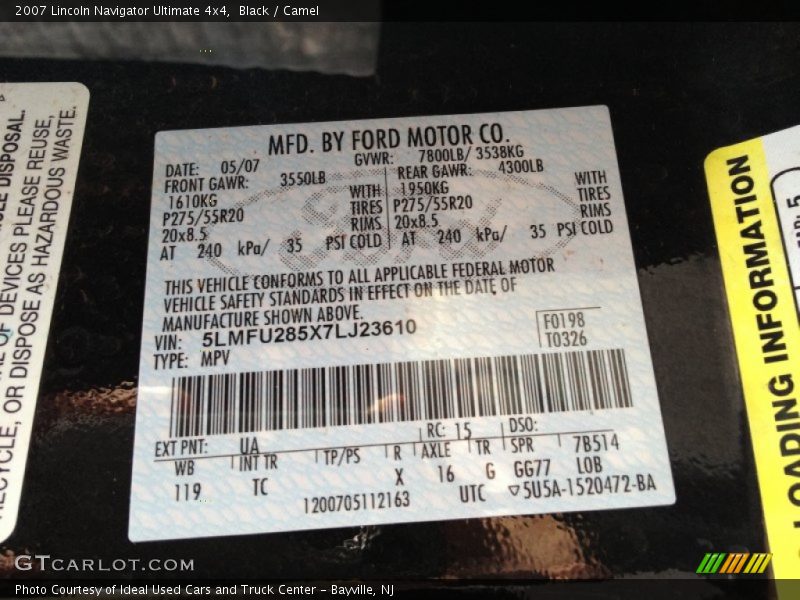 2007 Lincoln Navigator Ultimate 4x4, Black / Camel
LE DISPOSAL.
OF DEVICES PLEASE REUSE,
RECYCLE, OR DISPOSE AS HAZARDOUS WASTE.
MFD. BY FORD MOTOR CO.
DATE: 05/07 GVWR: 7800LB/ 3538KG
FRONT GAWR: 3550LB REAR GAWR: 4300LB
1610KG WITH 1950KG WITH
P275/55R20 TIRES P275/55R20 TIRES
20x8.5 RIMS 20x8.5 RIMS
AT 240 kPa/ 35 PSI COLD AT 240 kPa/ 35 PSI COLD
Ford
THIS VEHICLE CONFORMS TO ALL APPLICABLE FEDERAL MOTOR
VEHICLE SAFETY STANDARDS IN EFFECT ON THE DATE OF
MANUFACTURE SHOWN ABOVE.
VIN: 5LMFU285X7LJ23610 F0198
TYPE: MPV T0326
EXT PNT: UA RC: 15 DSO:
WB INT TR TP/PS R AXLE TR SPR 7B514
119 TC X 16 G GG77 LOB
1200705112163 UTC ▽5U5A-1520472-BA
LOADING INFORMATION
GTCARLOT.COM
Photo Courtesy of Ideal Used Cars and Truck Center – Bayville, NJ